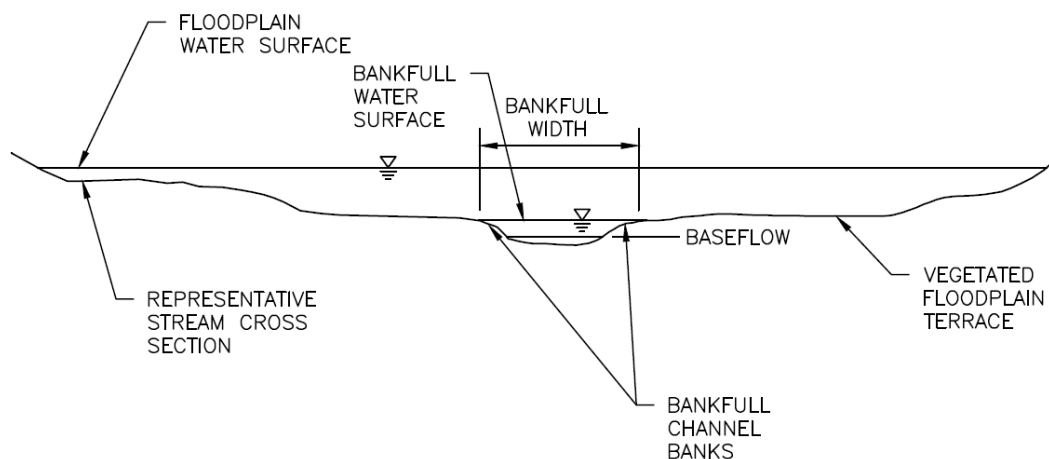 FLOODPLAIN
WATER SURFACE
BANKFULL
WATER
SURFACE
BANKFULL
WIDTH
BASEFLOW
REPRESENTATIVE
STREAM CROSS
SECTION
VEGETATED
FLOODPLAIN
TERRACE
BANKFULL
CHANNEL
BANKS